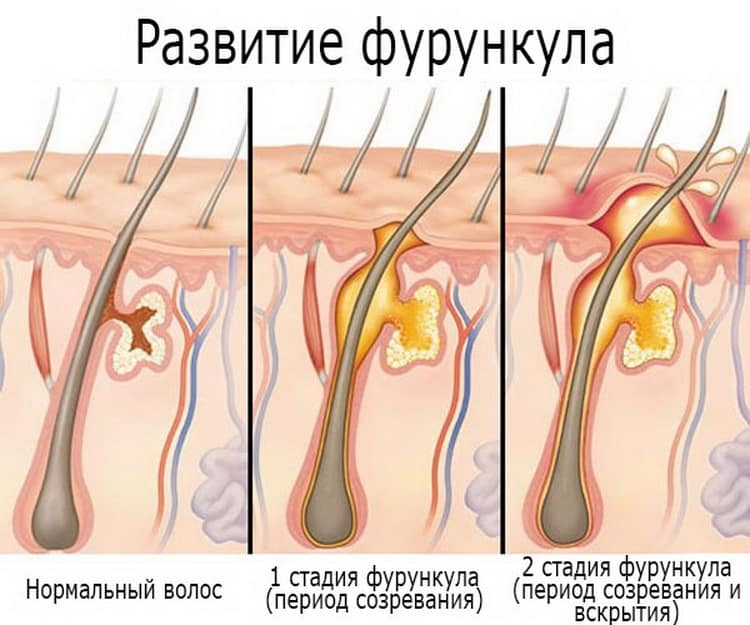 Развитие фурункула
Нормальный волос
1 стадия фурункула
(период созревания)
2 стадия фурункула
(период созревания и
вскрытия)